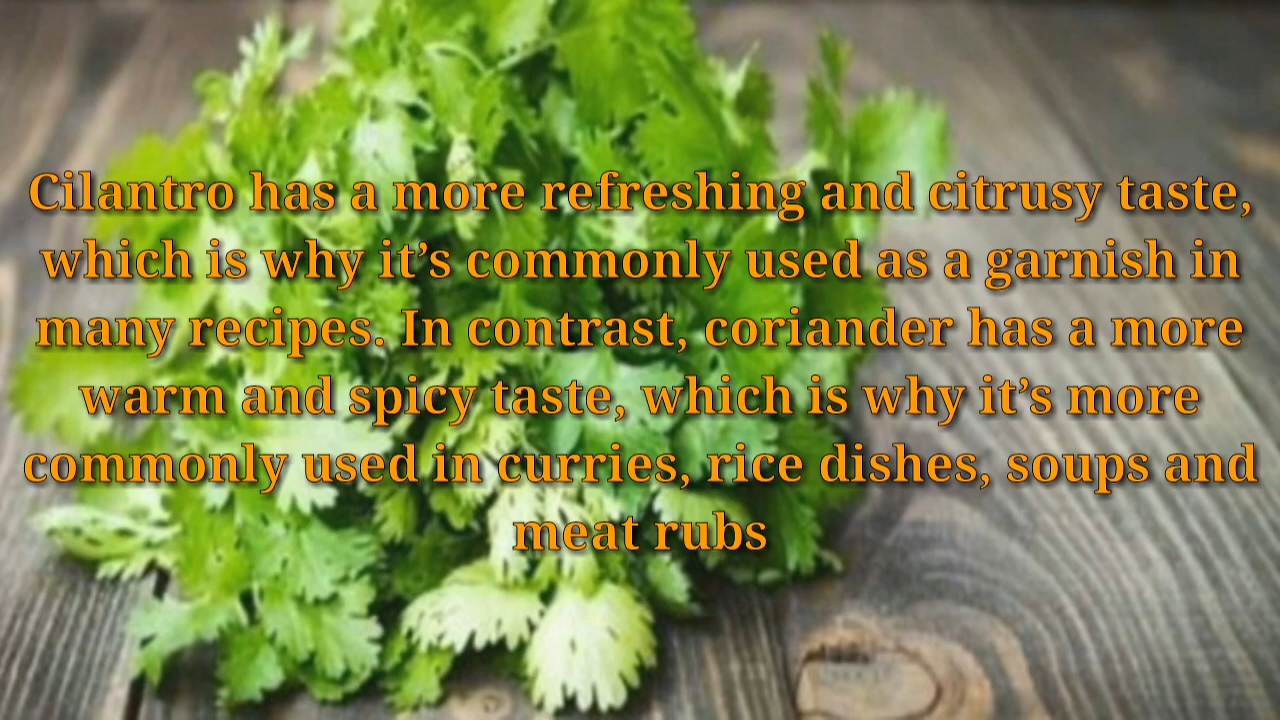 Cilantro has a more refreshing and citrusy taste,
which is why it’s commonly used as a garnish in
many recipes. In contrast, coriander has a more
warm and spicy taste, which is why it’s more
commonly used in curries, rice dishes, soups and
meat rubs